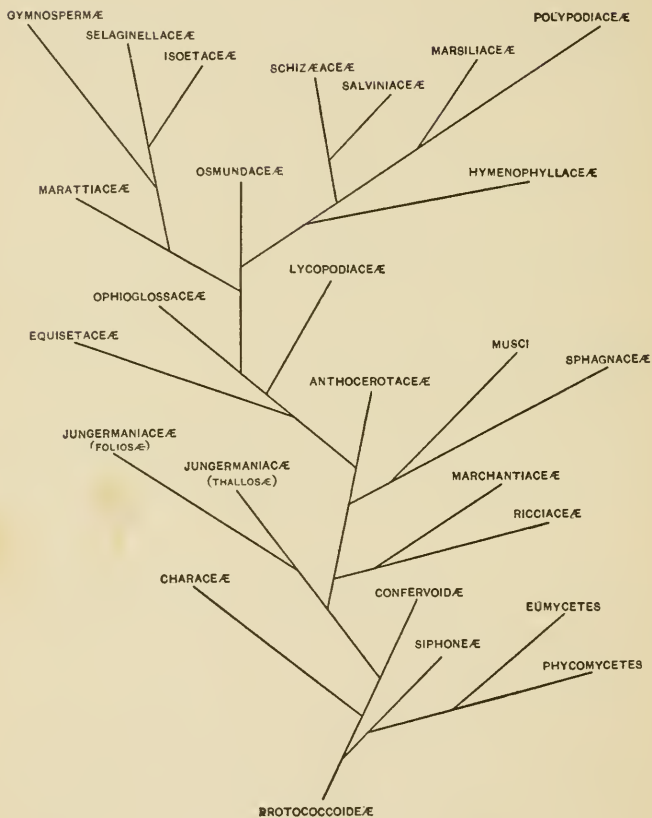 GYMNOSPERMÆ
POLYPODIACEÆ
SELAGINELLACEÆ
ISOETACEÆ
MARSILIACEÆ
SCHIZÆACEÆ
SALVINIACEÆ
OSMUNDACEÆ
HYMENOPHYLLACEÆ
MARATTIACEÆ
LYCOPODIACEÆ
OPHIOGLOSSACEÆ
EQUISETACEÆ
MUSCI
SPHAGNACEÆ
ANTHOCEROTACEÆ
JUNGERMANIACEÆ
(FOLIOSÆ)
JUNGERMANIACÆ
(THALLOSÆ)
MARCHANTIACEÆ
RICCIACEÆ
CHARACEÆ
CONFERVOIDÆ
EUMYCETES
SIPHONEÆ
PHYCOMYCETES
PROTOCOCCOIDEÆ